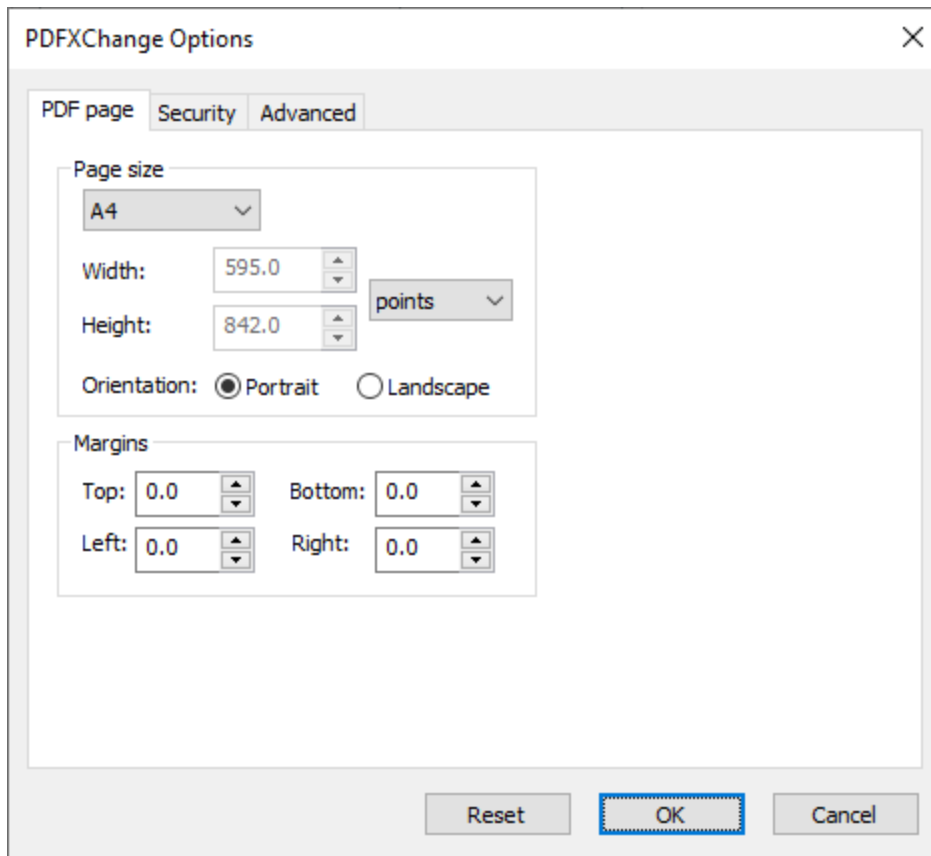 PDFXChange Options
PDF page Security Advanced
Page size
A4
Width: 595.0
points
Height: 842.0
Orientation: Portrait Landscape
Margins
Top: 0.0 Bottom: 0.0
Left: 0.0 Right: 0.0
Reset OK Cancel